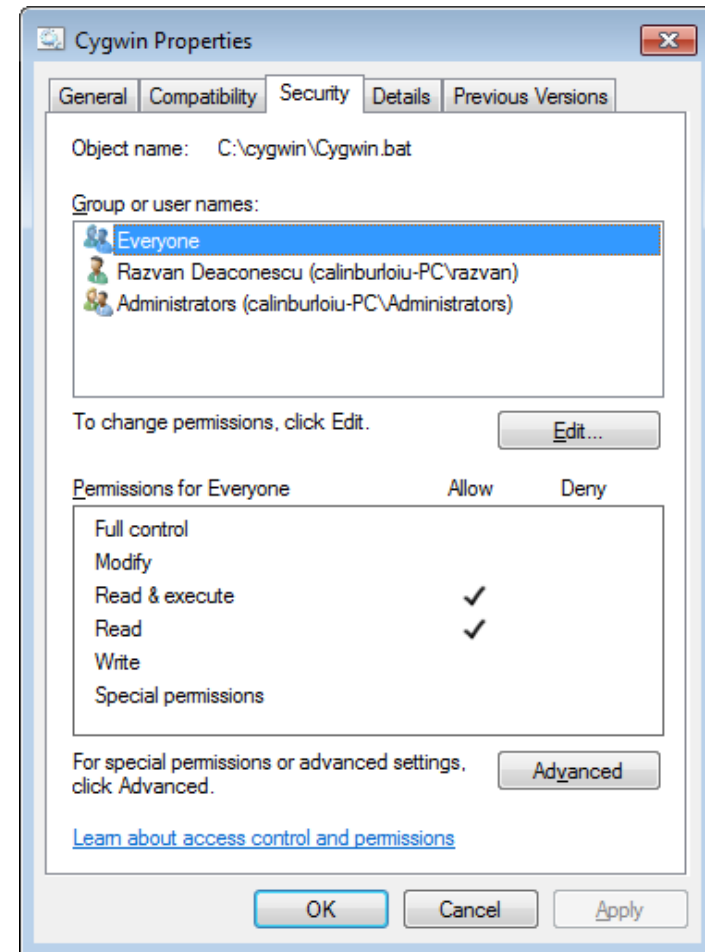 Cygwin Properties
General Compatibility Security Details Previous Versions
Object name: C:\cygwin\Cygwin.bat
Group or user names:
Everyone
Razvan Deaconescu (calinburloiu-PC\razvan)
Administrators (calinburloiu-PC\Administrators)
To change permissions, click Edit.
Edit...
Permissions for Everyone Allow Deny
Full control
Modify
Read & execute
Read
Write
Special permissions
For special permissions or advanced settings,
click Advanced.
Advanced
Learn about access control and permissions
OK Cancel Apply